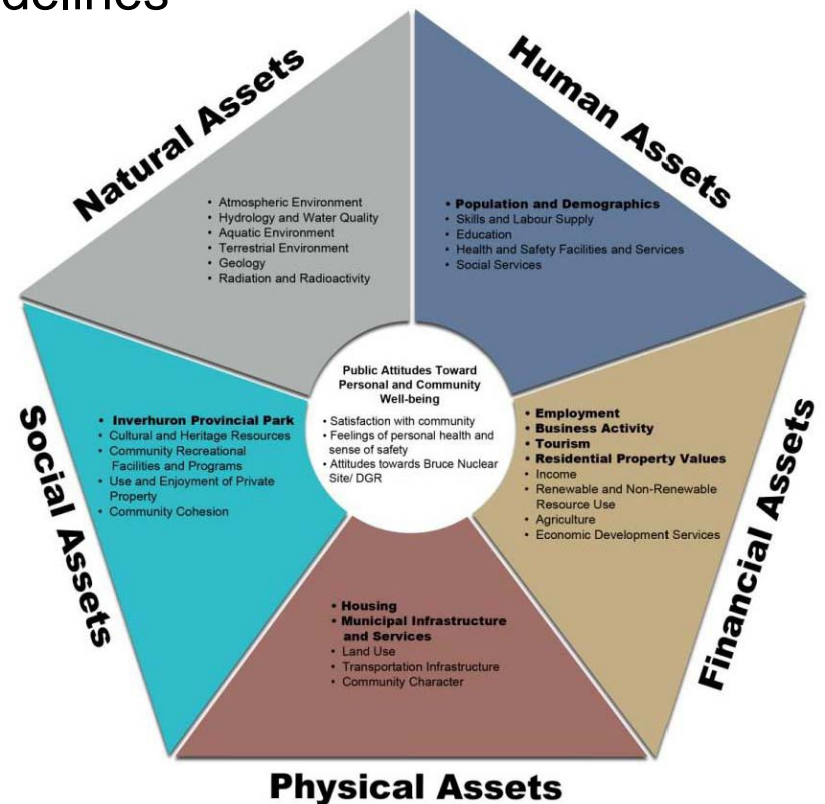 delines
Natural Assets
• Atmospheric Environment
• Hydrology and Water Quality
• Aquatic Environment
• Terrestrial Environment
• Geology
• Radiation and Radioactivity
Human Assets
• Population and Demographics
• Skills and Labour Supply
• Education
• Health and Safety Facilities and Services
• Social Services
Public Attitudes Toward
Personal and Community
Well-being
• Satisfaction with community
• Feelings of personal health and
sense of safety
• Attitudes towards Bruce Nuclear
Site/ DGR
Social Assets
• Inverhuron Provincial Park
• Cultural and Heritage Resources
• Community Recreational
Facilities and Programs
• Use and Enjoyment of Private
Property
• Community Cohesion
Financial Assets
• Employment
• Business Activity
• Tourism
• Residential Property Values
• Income
• Renewable and Non-Renewable
Resource Use
• Agriculture
• Economic Development Services
• Housing
• Municipal Infrastructure
and Services
• Land Use
• Transportation Infrastructure
• Community Character
Physical Assets